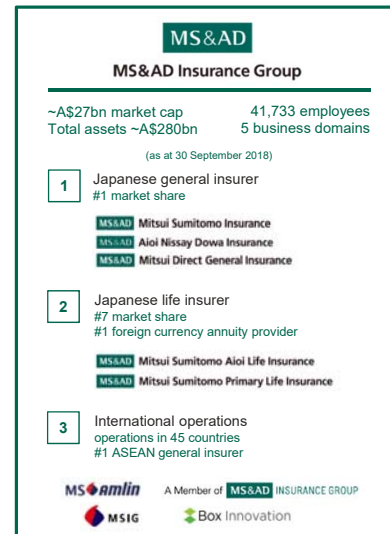 MS&AD
MS&AD Insurance Group
~A$27bn market cap 41,733 employees
Total assets ~A$280bn 5 business domains
(as at 30 September 2018)
1 Japanese general insurer
#1 market share
MS&AD Mitsui Sumitomo Insurance
MS&AD Aioi Nissay Dowa Insurance
MS&AD Mitsui Direct General Insurance
2 Japanese life insurer
#7 market share
#1 foreign currency annuity provider
MS&AD Mitsui Sumitomo Aioi Life Insurance
MS&AD Mitsui Sumitomo Primary Life Insurance
3 International operations
operations in 45 countries
#1 ASEAN general insurer
MS amlin A Member of MS&AD INSURANCE GROUP
MSIG Box Innovation